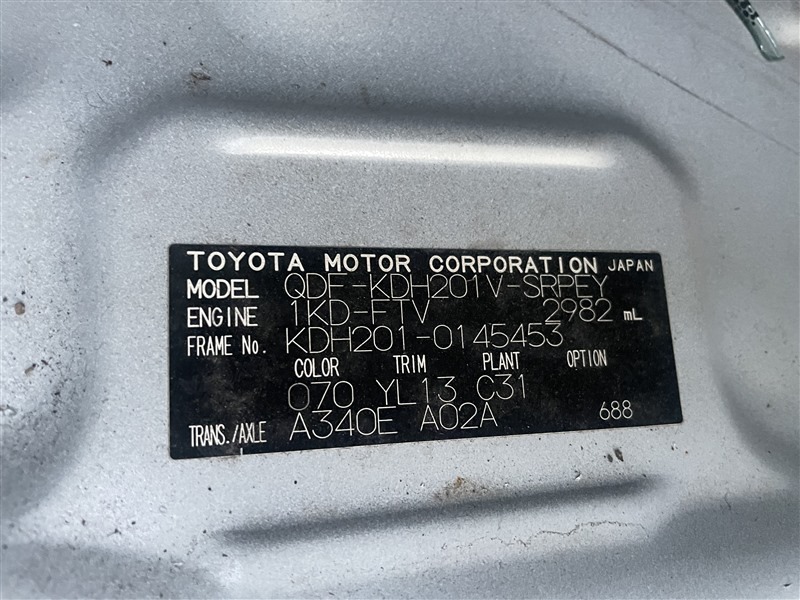 TOYOTA MOTOR CORPORATION JAPAN
MODEL QDF-KDH201V-SRPEY
ENGINE 1KD-FTV 2982 mL
FRAME No. KDH201-0145453
COLOR TRIM PLANT OPTION
070 YL13 C31
TRANS./AXLE A340E A02A 688